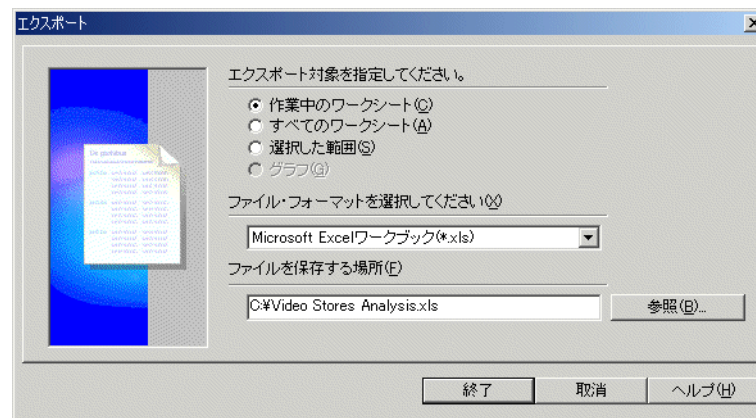 エクスポート
エクスポート対象を指定してください。
作業中のワークシート(C)
すべてのワークシート(A)
選択した範囲(S)
グラフ(G)
ファイル・フォーマットを選択してください(X)
Microsoft Excelワークブック(*.xls)
ファイルを保存する場所(F)
C:¥Video Stores Analysis.xls
参照(B)...
終了
取消
ヘルプ(H)